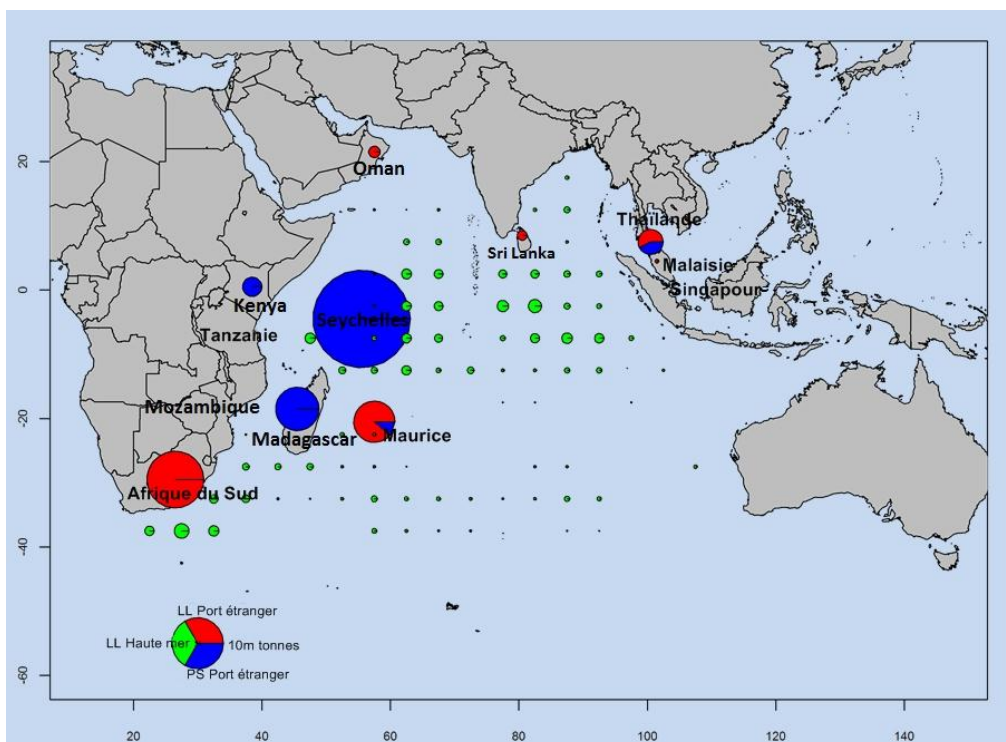 20
0
-20
-40
-60
Oman
Sri Lanka
Thaïlande
Malaisie
Singapour
Kenya
Seychelles
Tanzanie
Mozambique
Madagascar
Maurice
Afrique du Sud
LL Port étranger
LL Haute mer
10m tonnes
PS Port étranger
20 40 60 80 100 120 140